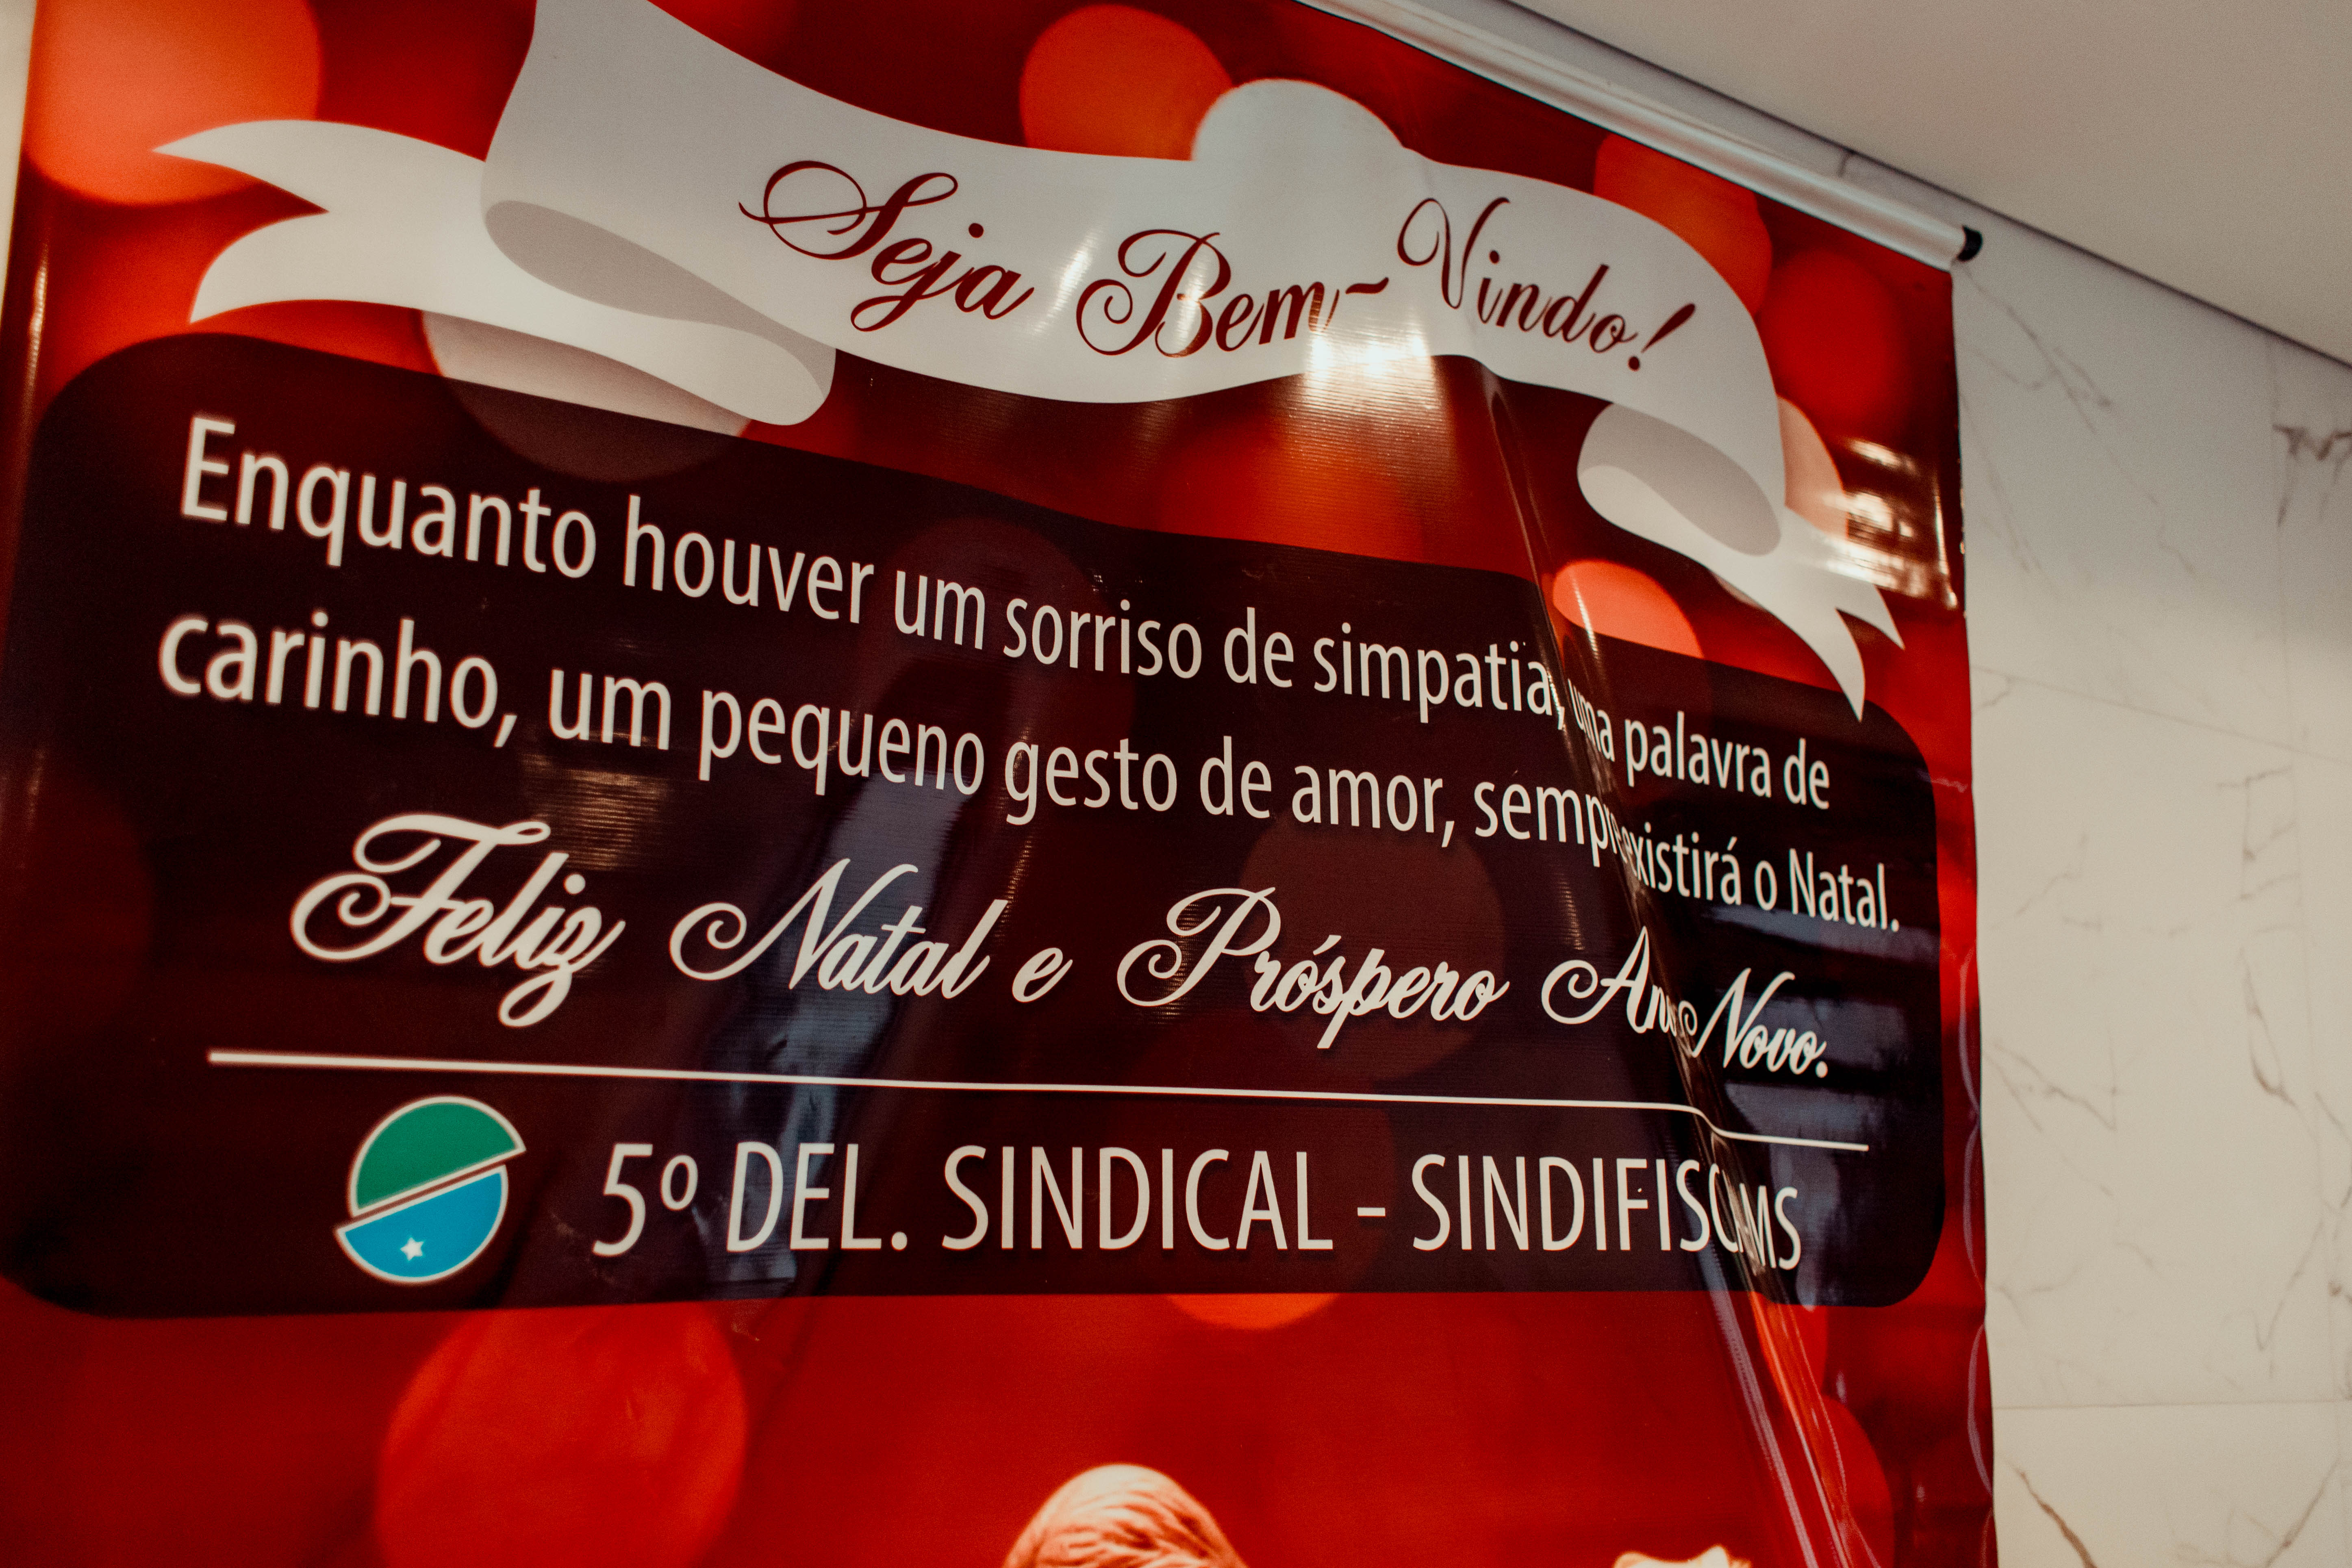 Seja Bem-Vindo!
Enquanto houver um sorriso de simpatia, uma palavra de
carinho, um pequeno gesto de amor, sempre existirá o Natal.
Feliz Natal e Próspero Ano Novo.
5º DEL. SINDICAL - SINDIFISCAMS